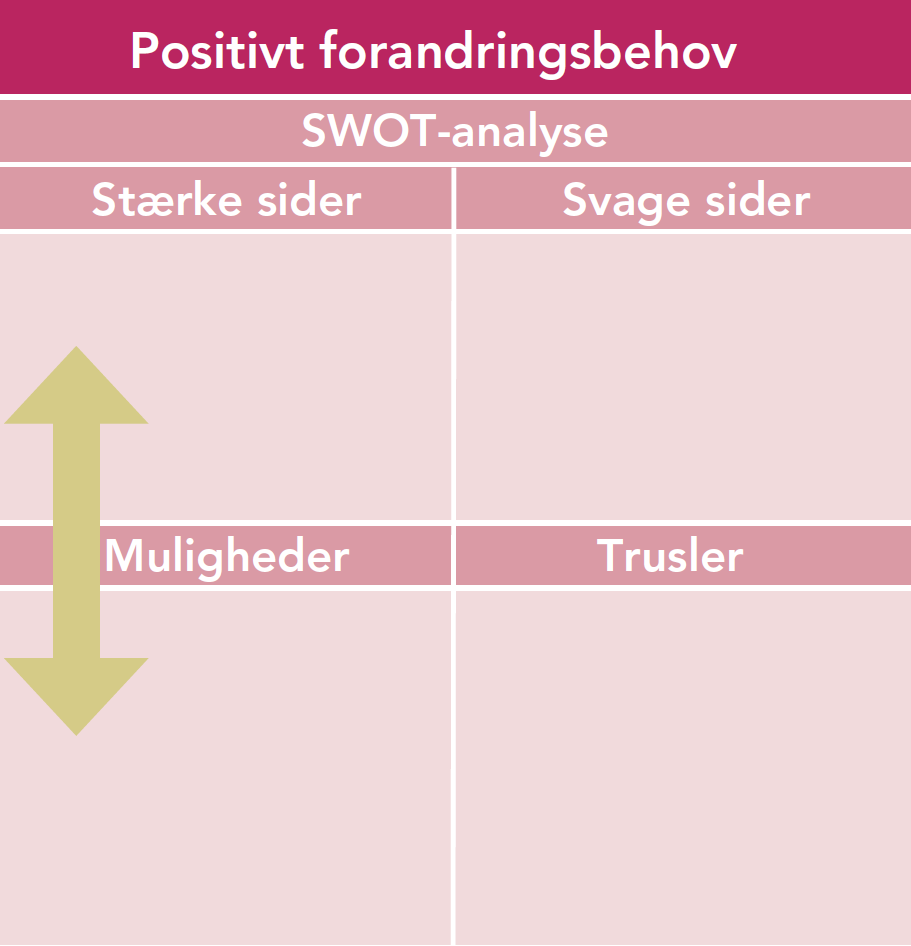 Positivt forandringsbehov
SWOT-analyse
Stærke sider
Svage sider
Muligheder
Trusler